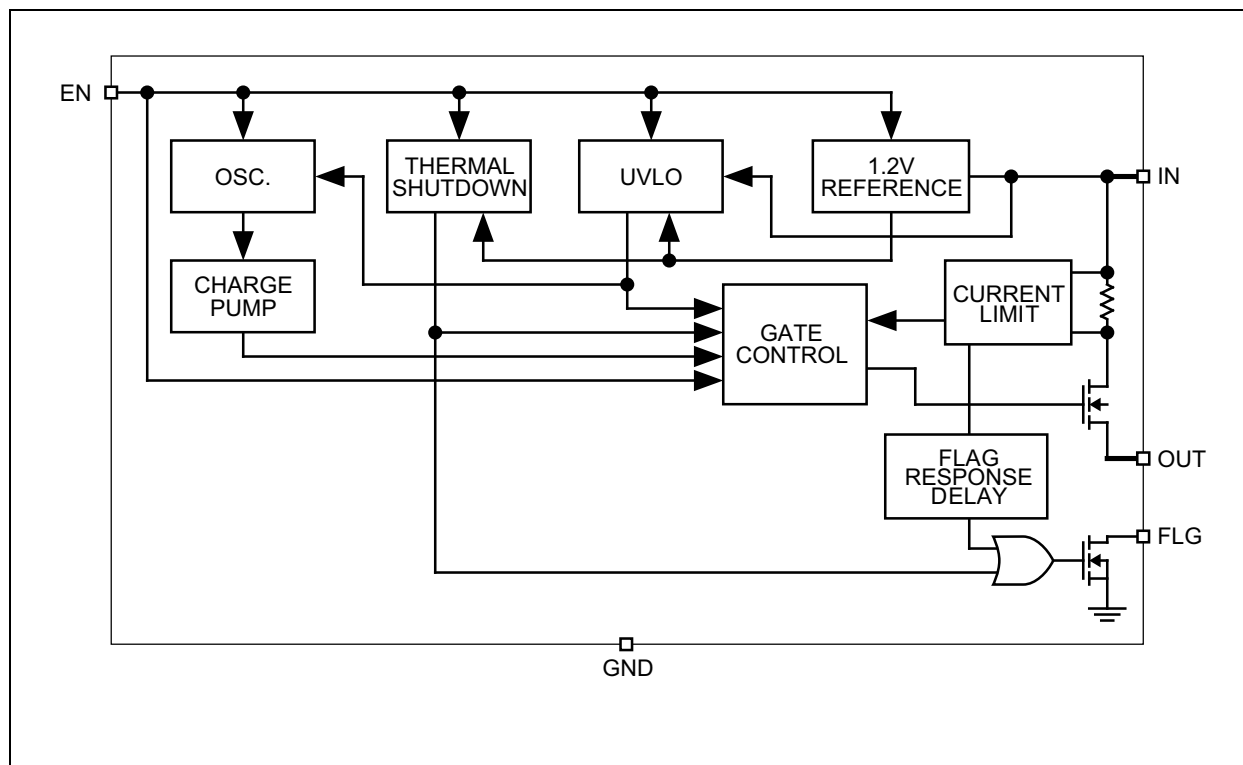 EN
OSC.
THERMAL
SHUTDOWN
UVLO
1.2V
REFERENCE
IN
CHARGE
PUMP
GATE
CONTROL
CURRENT
LIMIT
FLAG
RESPONSE
DELAY
OUT
FLG
GND